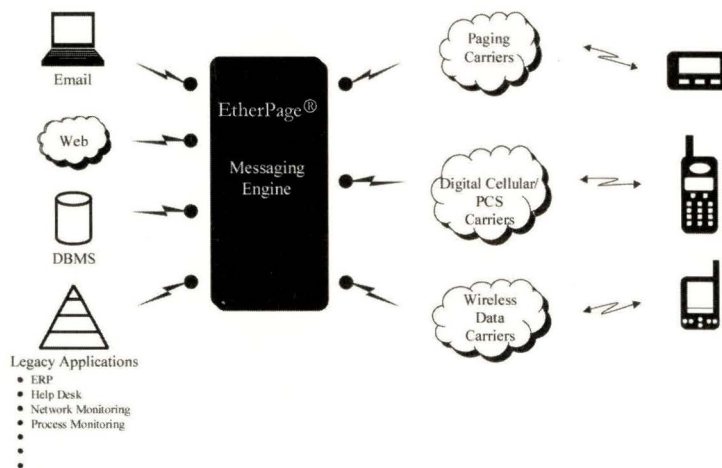 Email
Web
DBMS
Legacy Applications
• ERP
• Help Desk
• Network Monitoring
• Process Monitoring
•
•
•
EtherPage®
Messaging
Engine
Paging
Carriers
Digital Cellular/
PCS
Carriers
Wireless
Data
Carriers